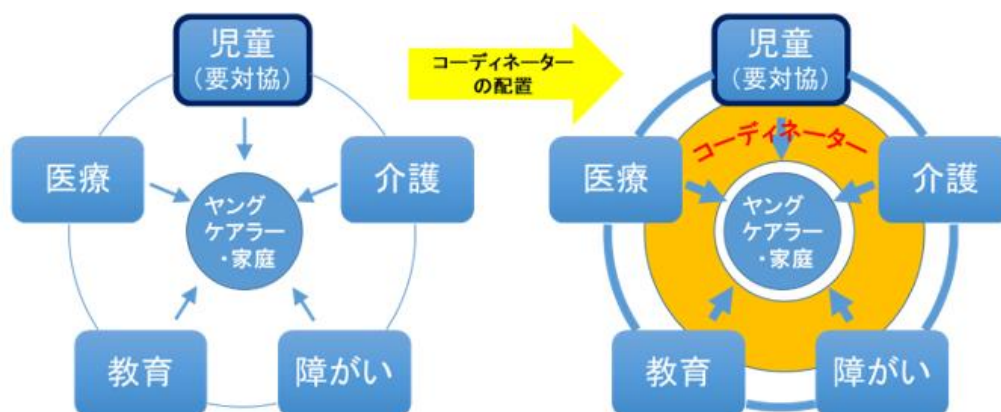 児童
（要対協）
医療
介護
ヤング
ケアラー
・家庭
教育
障がい
コーディネーター
の配置
児童
（要対協）
コーディネーター
医療
介護
ヤング
ケアラー
・家庭
教育
障がい